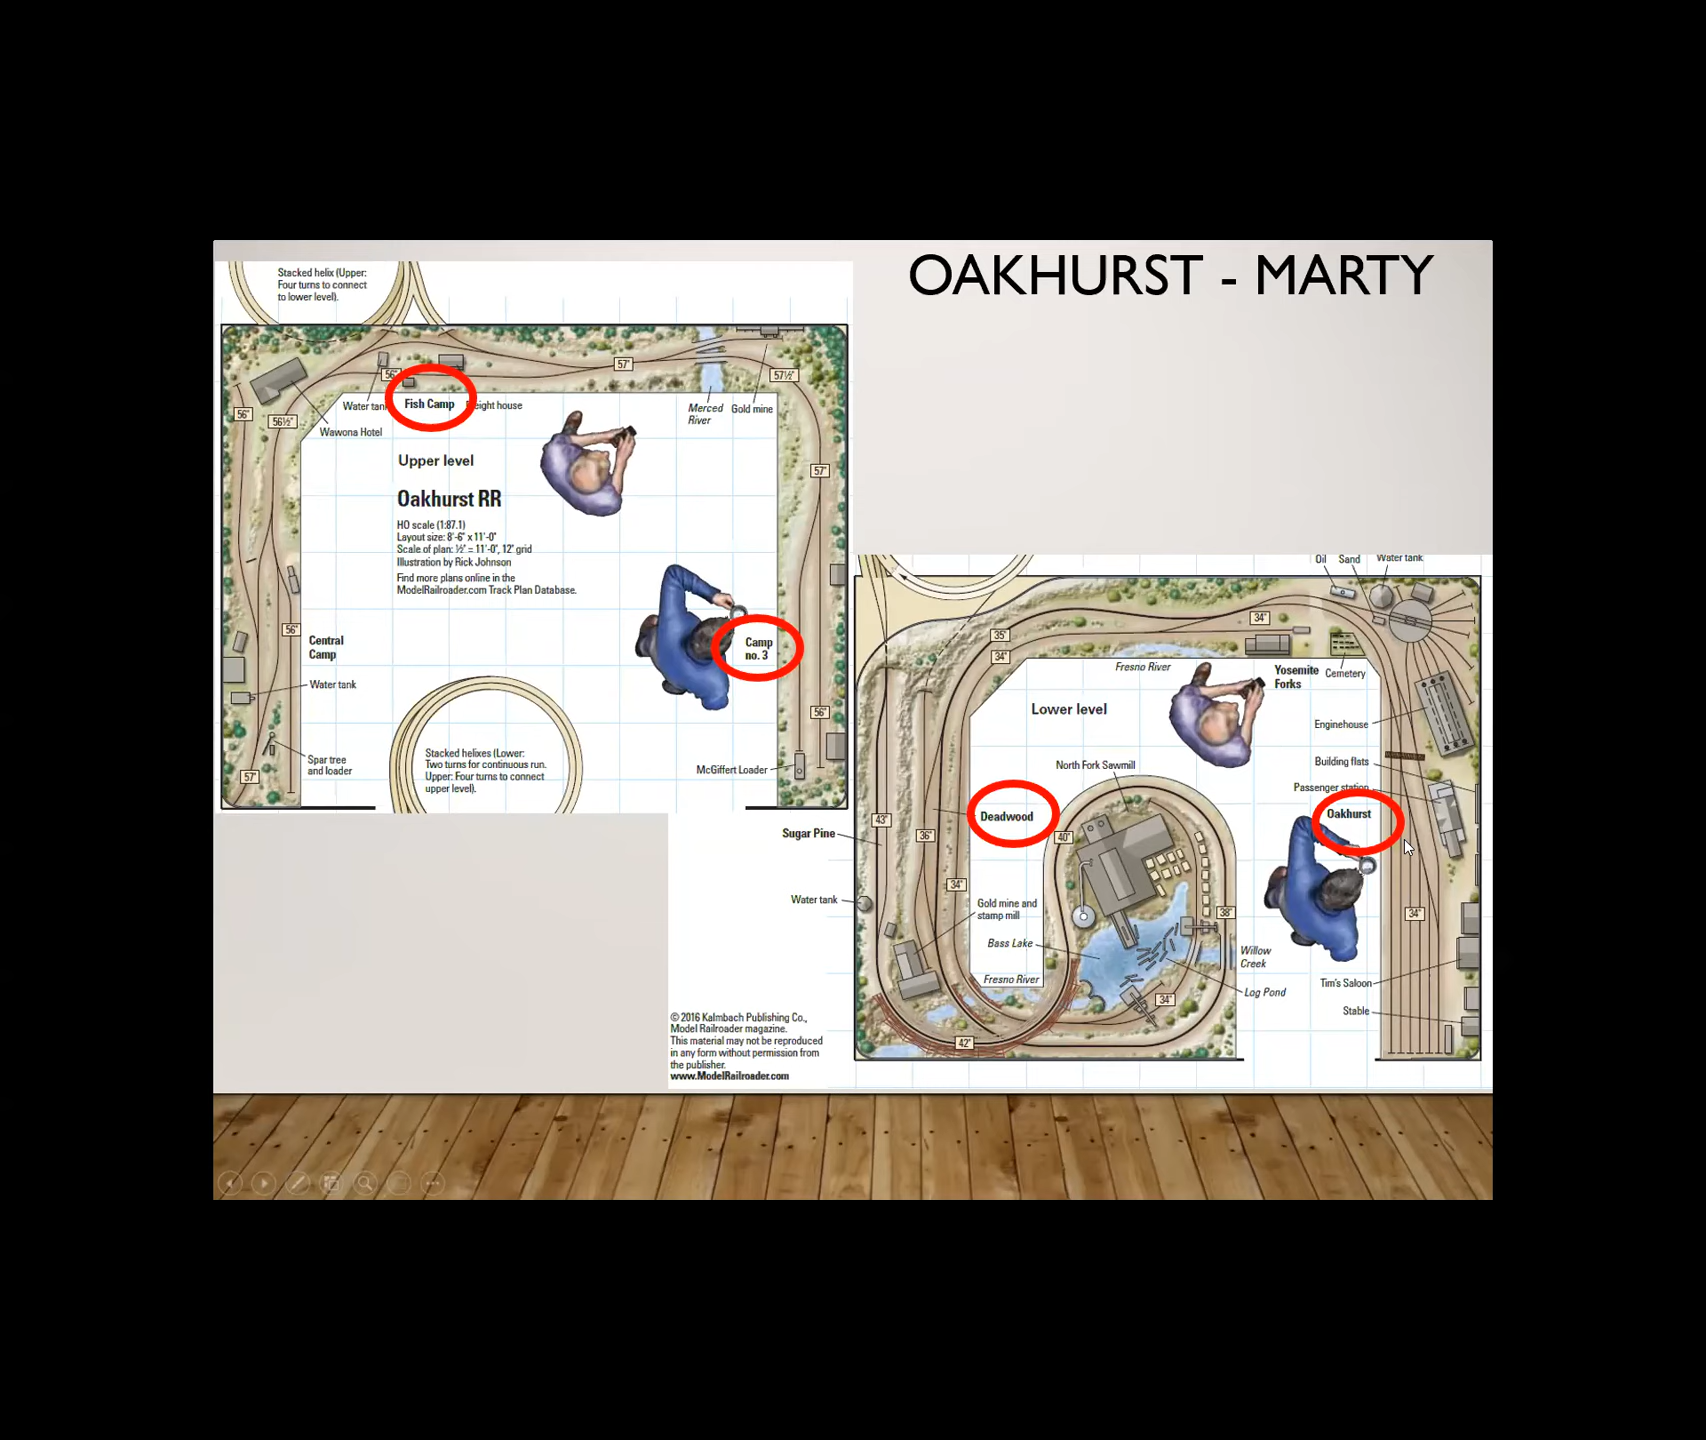 OAKHURST - MARTY
Stacked helix (Upper:
Four turns to connect
to lower level).
56"
57"
57½"
Water tank
Fish Camp
Freight house
Merced
River
Gold mine
56"
56½"
Wawona Hotel
Upper level
57"
Oakhurst RR
HO scale (1:87.1)
Layout size: 8'-6" x 11'-0"
Scale of plan: ½" = 11'-0", 12" grid
Illustration by Rick Johnson
Find more plans online in the
ModelRailroader.com Track Plan Database.
56"
Central
Camp
Camp
no. 3
Water tank
56"
Spar tree
and loader
57"
Stacked helixes (Lower:
Two turns for continuous run.
Upper: Four turns to connect
upper level).
McGiffert Loader
Oil
Sand
Water tank
35"
34"
34"
Fresno River
Yosemite
Forks
Cemetery
Lower level
Enginehouse
North Fork Sawmill
Building flats
Passenger station
Deadwood
Oakhurst
Sugar Pine
43"
36"
40"
34"
Water tank
Gold mine and
stamp mill
38"
34"
Bass Lake
Willow
Creek
Fresno River
Log Pond
Tim's Saloon
34"
Stable
42"
© 2016 Kalmbach Publishing Co.,
Model Railroader magazine.
This material may not be reproduced
in any form without permission from
the publisher.
www.ModelRailroader.com